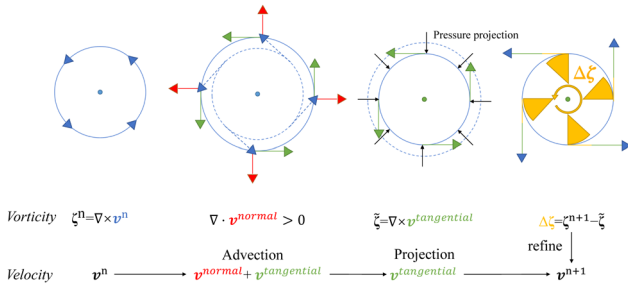 Pressure projection
Δζ
Vorticity ζⁿ=∇×vⁿ ∇ · v^normal > 0 ζ̃=∇×v^tangential Δζ=ζⁿ⁺¹−ζ̃
Advection Projection refine
Velocity vⁿ v^normal + v^tangential v^tangential vⁿ⁺¹